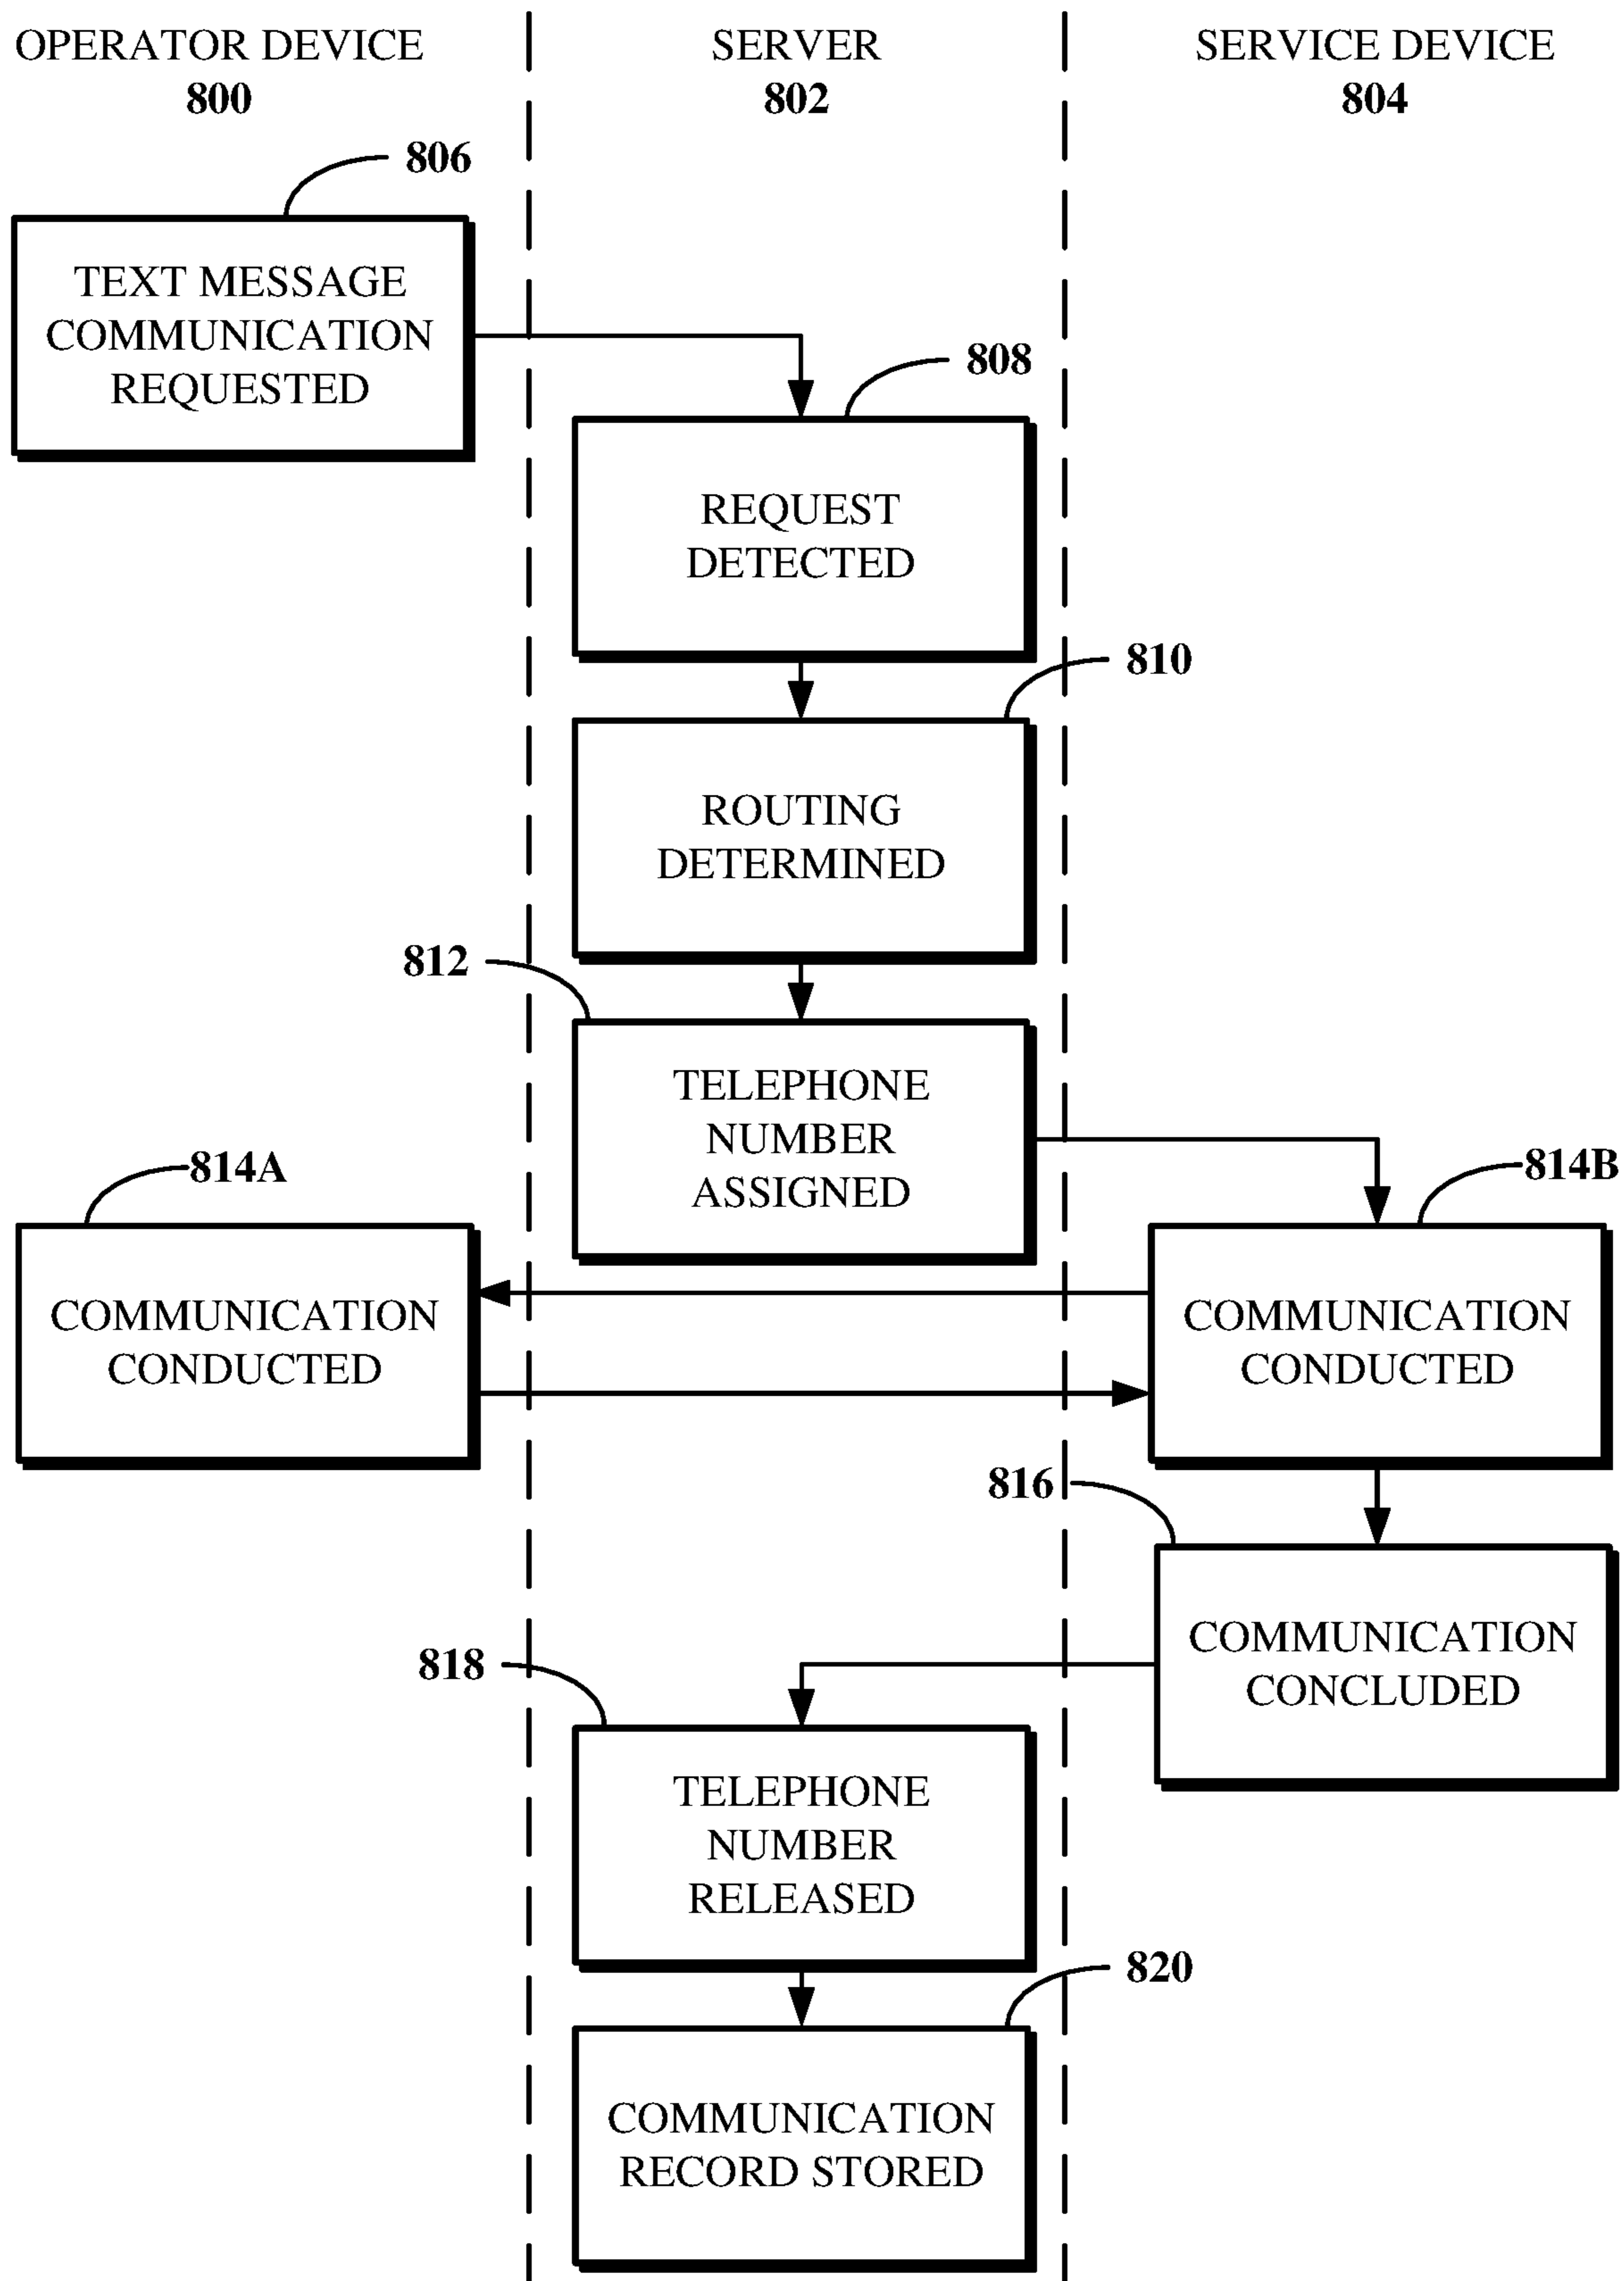 OPERATOR DEVICE
800
SERVER
802
SERVICE DEVICE
804
806
TEXT MESSAGE
COMMUNICATION
REQUESTED
808
REQUEST
DETECTED
810
ROUTING
DETERMINED
812
TELEPHONE
NUMBER
ASSIGNED
814A
COMMUNICATION
CONDUCTED
814B
COMMUNICATION
CONDUCTED
816
COMMUNICATION
CONCLUDED
818
TELEPHONE
NUMBER
RELEASED
820
COMMUNICATION
RECORD STORED